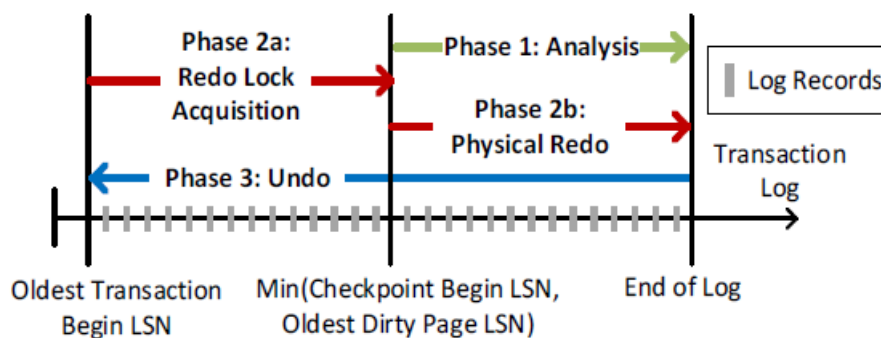 Phase 2a:
Redo Lock
Acquisition
Phase 1: Analysis
Phase 2b:
Physical Redo
Log Records
Phase 3: Undo
Transaction
Log
Oldest Transaction
Begin LSN
Min(Checkpoint Begin LSN,
Oldest Dirty Page LSN)
End of Log